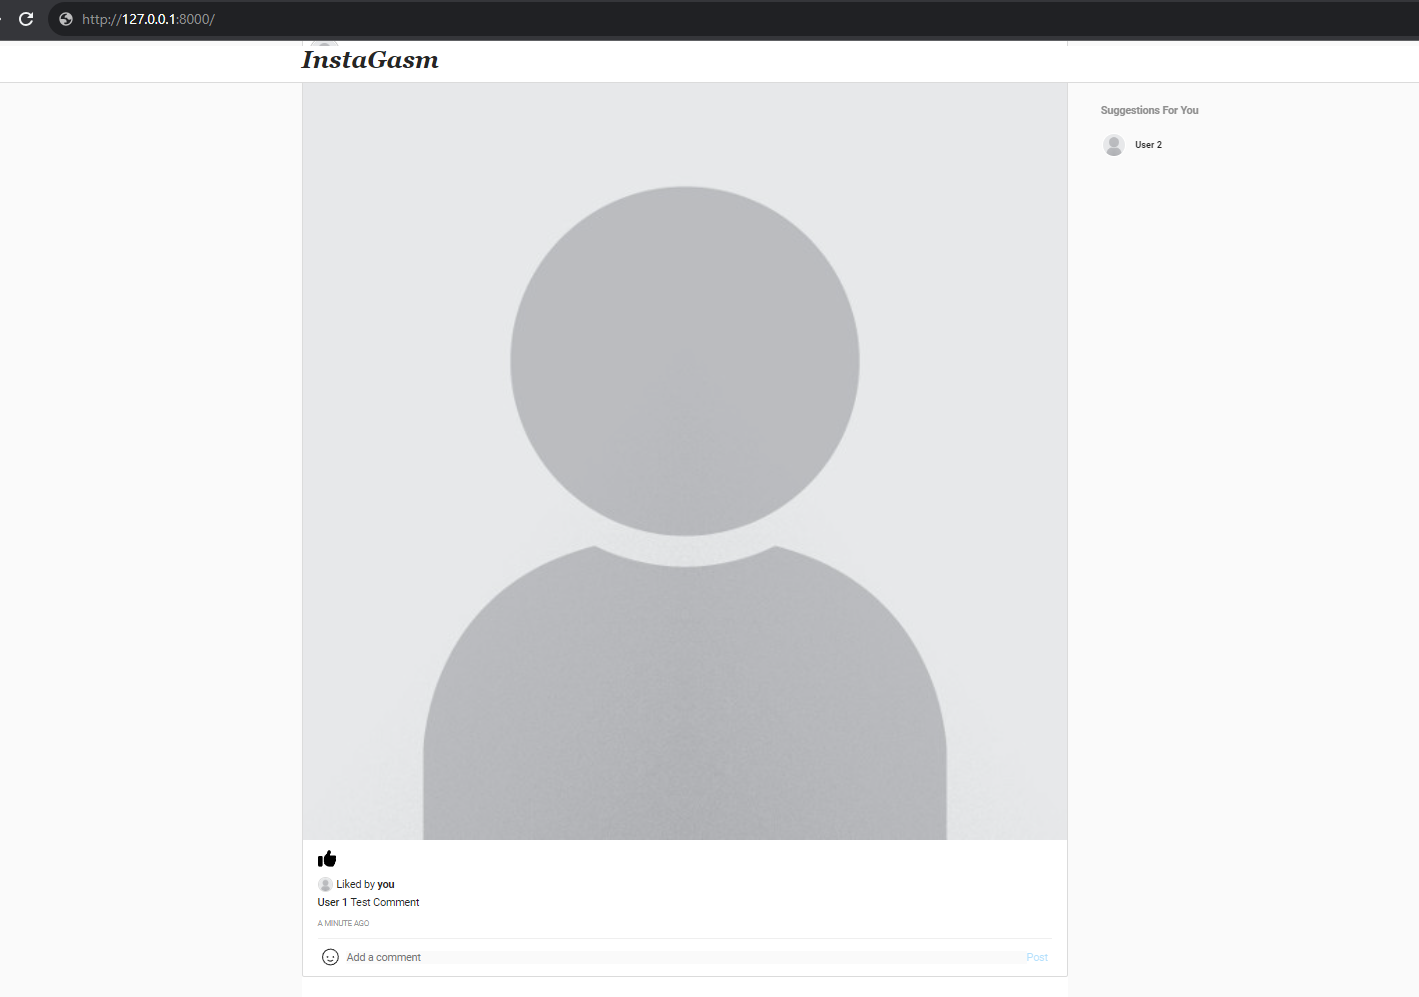 http://127.0.0.1:8000/
InstaGasm
Suggestions For You
User 2
Liked by you
User 1 Test Comment
A MINUTE AGO
Add a comment
Post